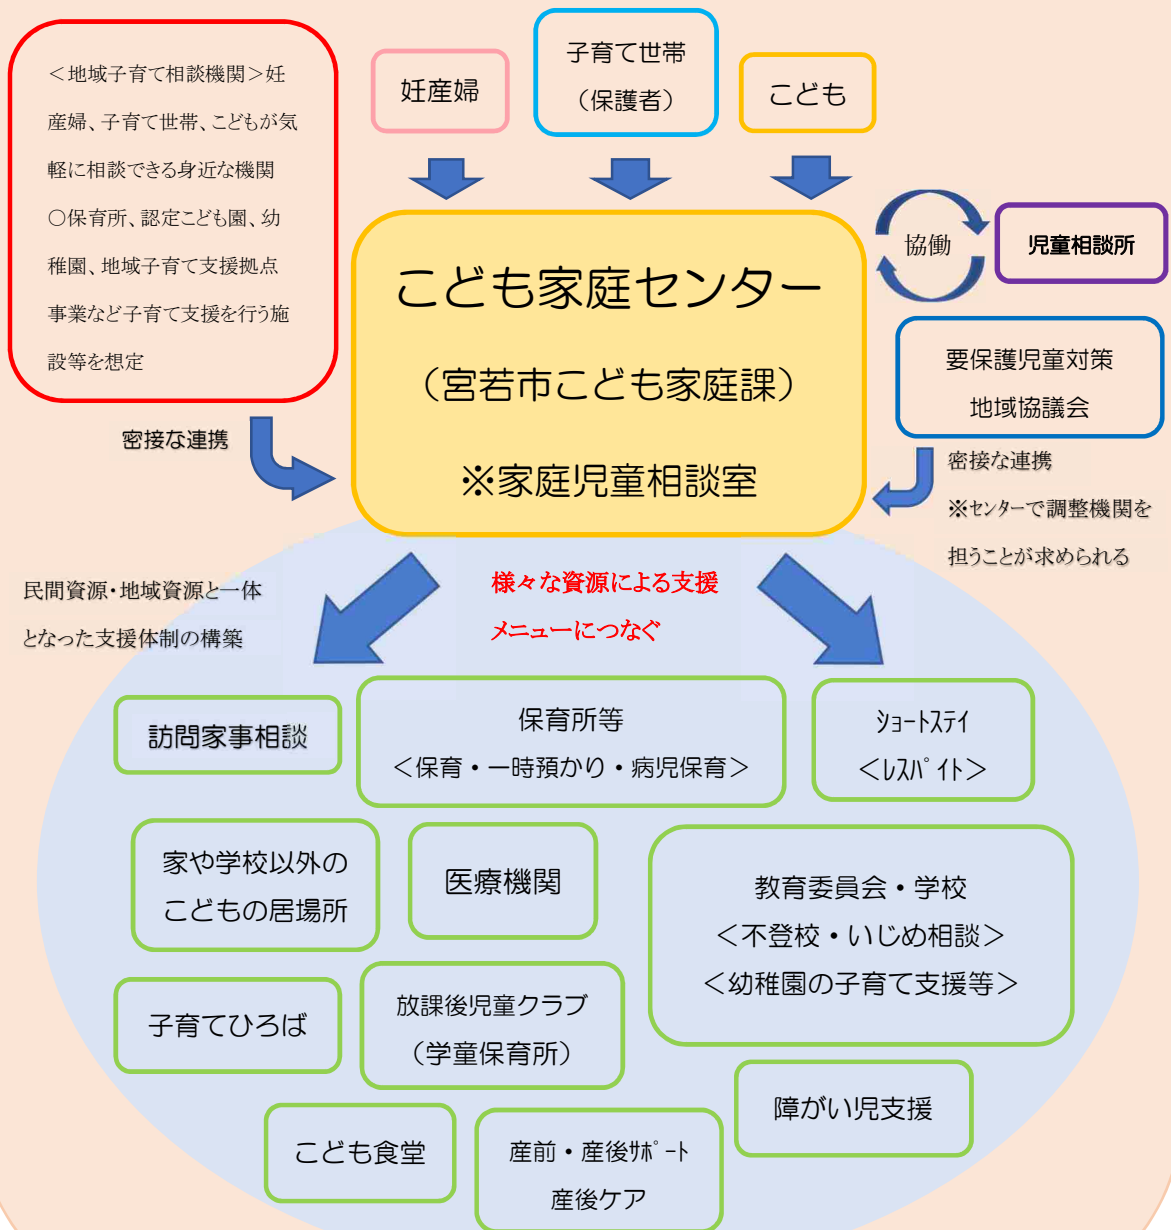 ＜地域子育て相談機関＞妊
産婦、子育て世帯、こどもが気
軽に相談できる身近な機関
〇保育所、認定こども園、幼
稚園、地域子育て支援拠点
事業など子育て支援を行う施
設等を想定
妊産婦
子育て世帯
（保護者）
こども
こども家庭センター
（宮若市こども家庭課）
※家庭児童相談室
協働
児童相談所
要保護児童対策
地域協議会
密接な連携
密接な連携
※ｾﾝﾀｰで調整機関を
担うことが求められる
民間資源・地域資源と一体
となった支援体制の構築
様々な資源による支援
メニューにつなぐ
訪問家事相談
保育所等
＜保育・一時預かり・病児保育＞
ｼｮｰﾄｽﾃｲ
＜ﾚｽﾊﾟｲﾄ＞
家や学校以外の
こどもの居場所
医療機関
教育委員会・学校
＜不登校・いじめ相談＞
＜幼稚園の子育て支援等＞
子育てひろば
放課後児童クラブ
（学童保育所）
障がい児支援
こども食堂
産前・産後ｻﾎﾟｰﾄ
産後ケア